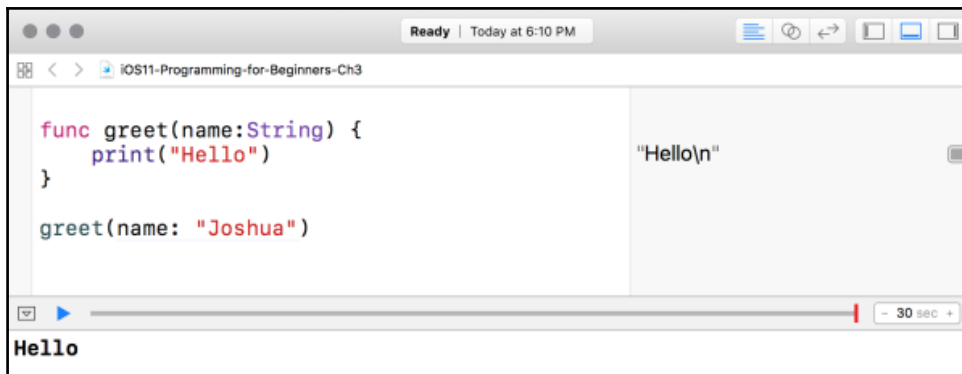 Ready | Today at 6:10 PM
iOS11-Programming-for-Beginners-Ch3
func greet(name:String) {
    print("Hello")
}
greet(name: "Joshua")
"Hello\n"
- 30 sec +
Hello